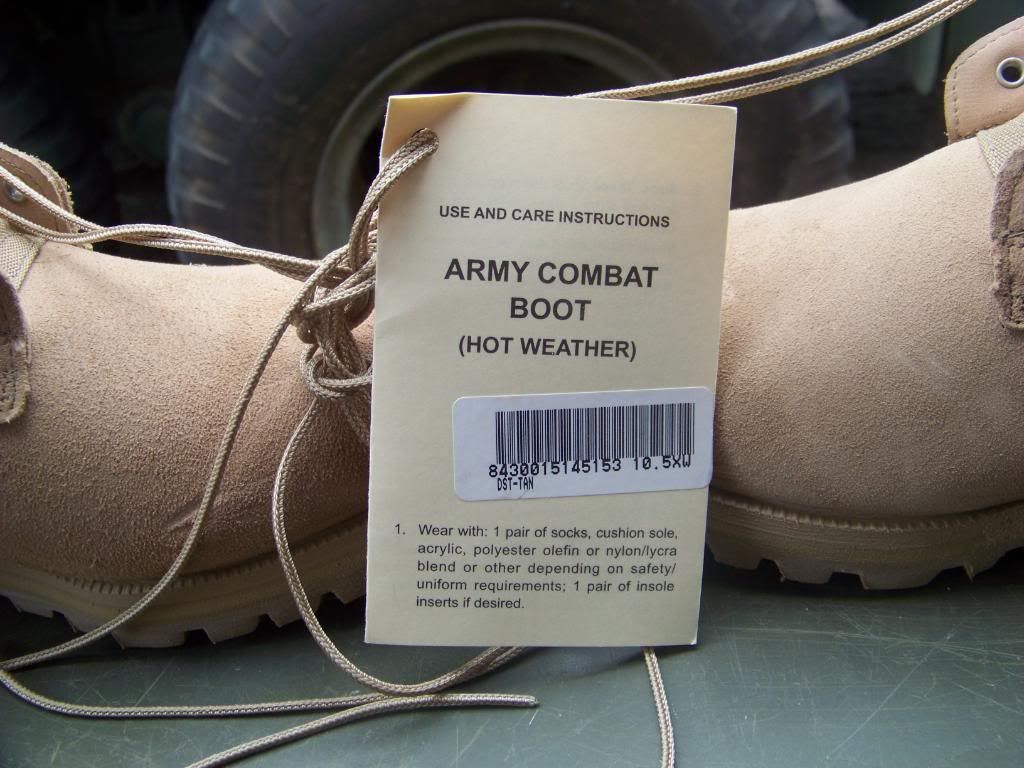 USE AND CARE INSTRUCTIONS
ARMY COMBAT
BOOT
(HOT WEATHER)
8430015145153 10.5XW
DST-TAN
1. Wear with: 1 pair of socks, cushion sole,
acrylic, polyester olefin or nylon/lycra
blend or other depending on safety/
uniform requirements; 1 pair of insole
inserts if desired.